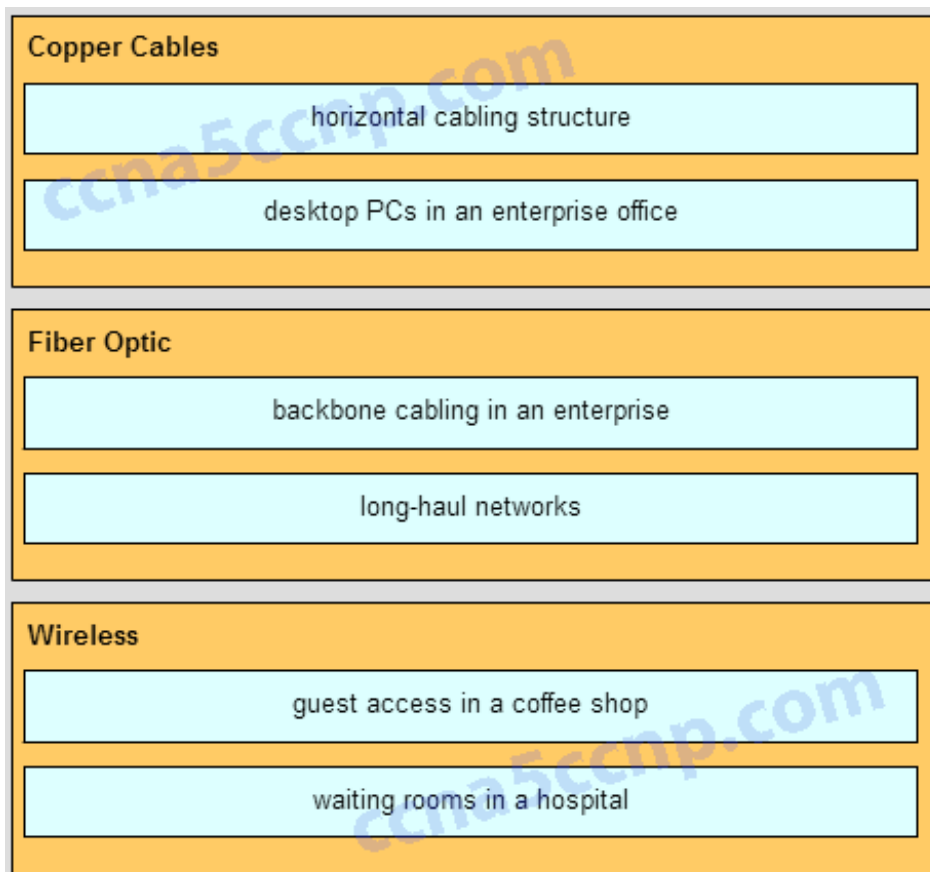 Copper Cables
horizontal cabling structure
desktop PCs in an enterprise office
Fiber Optic
backbone cabling in an enterprise
long-haul networks
Wireless
guest access in a coffee shop
waiting rooms in a hospital
ccna5ccnp.com
ccna5ccnp.com